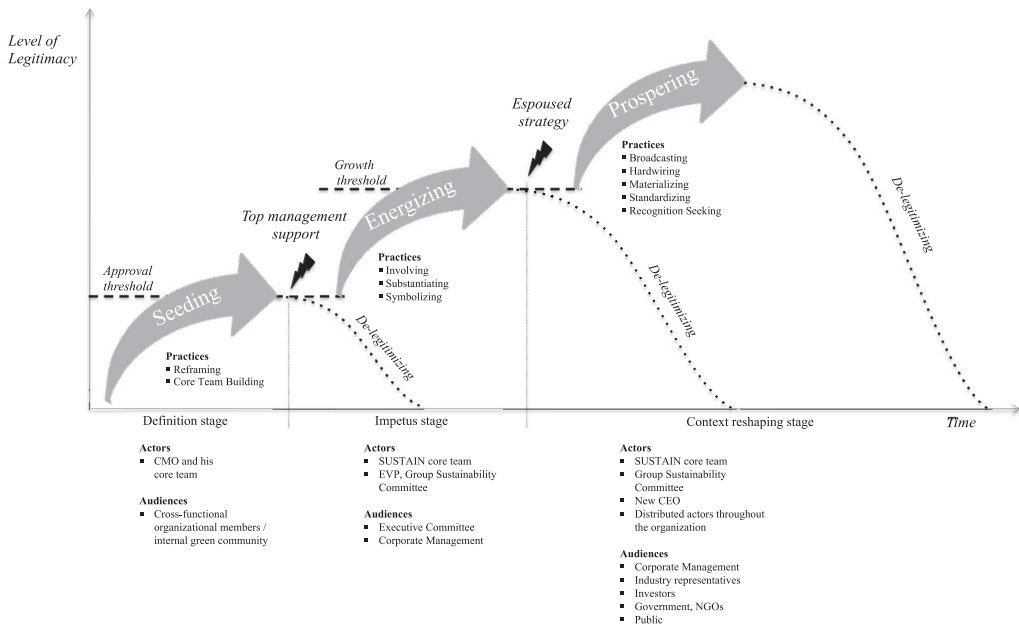 Level of
Legitimacy
Prospering
Espoused
strategy
Practices
Broadcasting
Hardwiring
Materializing
Standardizing
Recognition Seeking
Growth
threshold
Energizing
De-legitimizing
Top management
support
Practices
Involving
Substantiating
Symbolizing
De-legitimizing
Approval
threshold
Seeding
De-legitimizing
Practices
Reframing
Core Team Building
Definition stage
Impetus stage
Context reshaping stage
Time
Actors
CMO and his
core team
Audiences
Cross-functional
organizational members /
internal green community
Actors
SUSTAIN core team
EVP, Group Sustainability
Committee
Audiences
Executive Committee
Corporate Management
Actors
SUSTAIN core team
Group Sustainability
Committee
New CEO
Distributed actors throughout
the organization
Audiences
Corporate Management
Industry representatives
Investors
Government, NGOs
Public